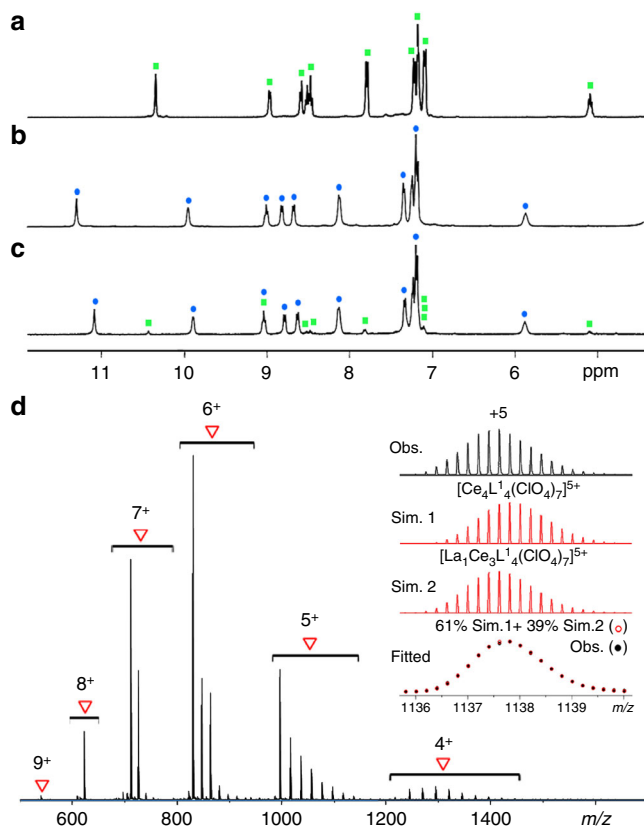 a
b
c
11 10 9 8 7 6 ppm
d
6⁺
7⁺
8⁺
9⁺
5⁺
4⁺
+5
Obs.
[Ce₄L¹₄(ClO₄)₇]⁵⁺
Sim. 1
[La₁Ce₃L¹₄(ClO₄)₇]⁵⁺
Sim. 2
61% Sim.1+ 39% Sim.2 (○)
Obs. (●)
Fitted
1136 1137 1138 1139 m/z
600 800 1000 1200 1400 m/z